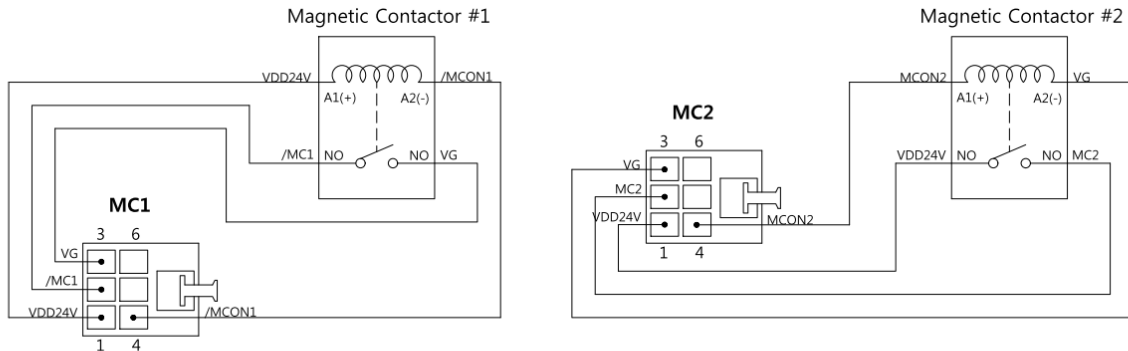 Magnetic Contactor #1
VDD24V
/MCON1
A1(+)
A2(-)
/MC1
NO
NO
VG
MC1
3
6
VG
/MC1
VDD24V
/MCON1
1
4
Magnetic Contactor #2
MCON2
VG
A1(+)
A2(-)
VDD24V
NO
NO
MC2
MC2
3
6
VG
MC2
VDD24V
MCON2
1
4